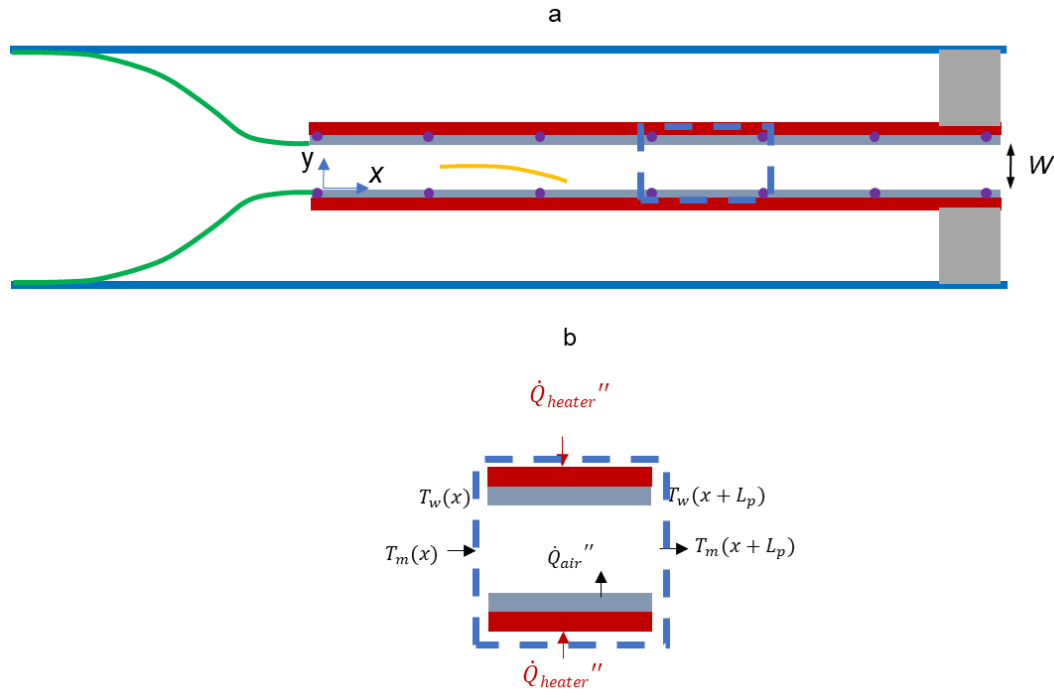 a
y
x
W
b
Q̇heater′′
Tw(x)
Tw(x + Lp)
Tm(x)
Tm(x + Lp)
Q̇air′′
Q̇heater′′